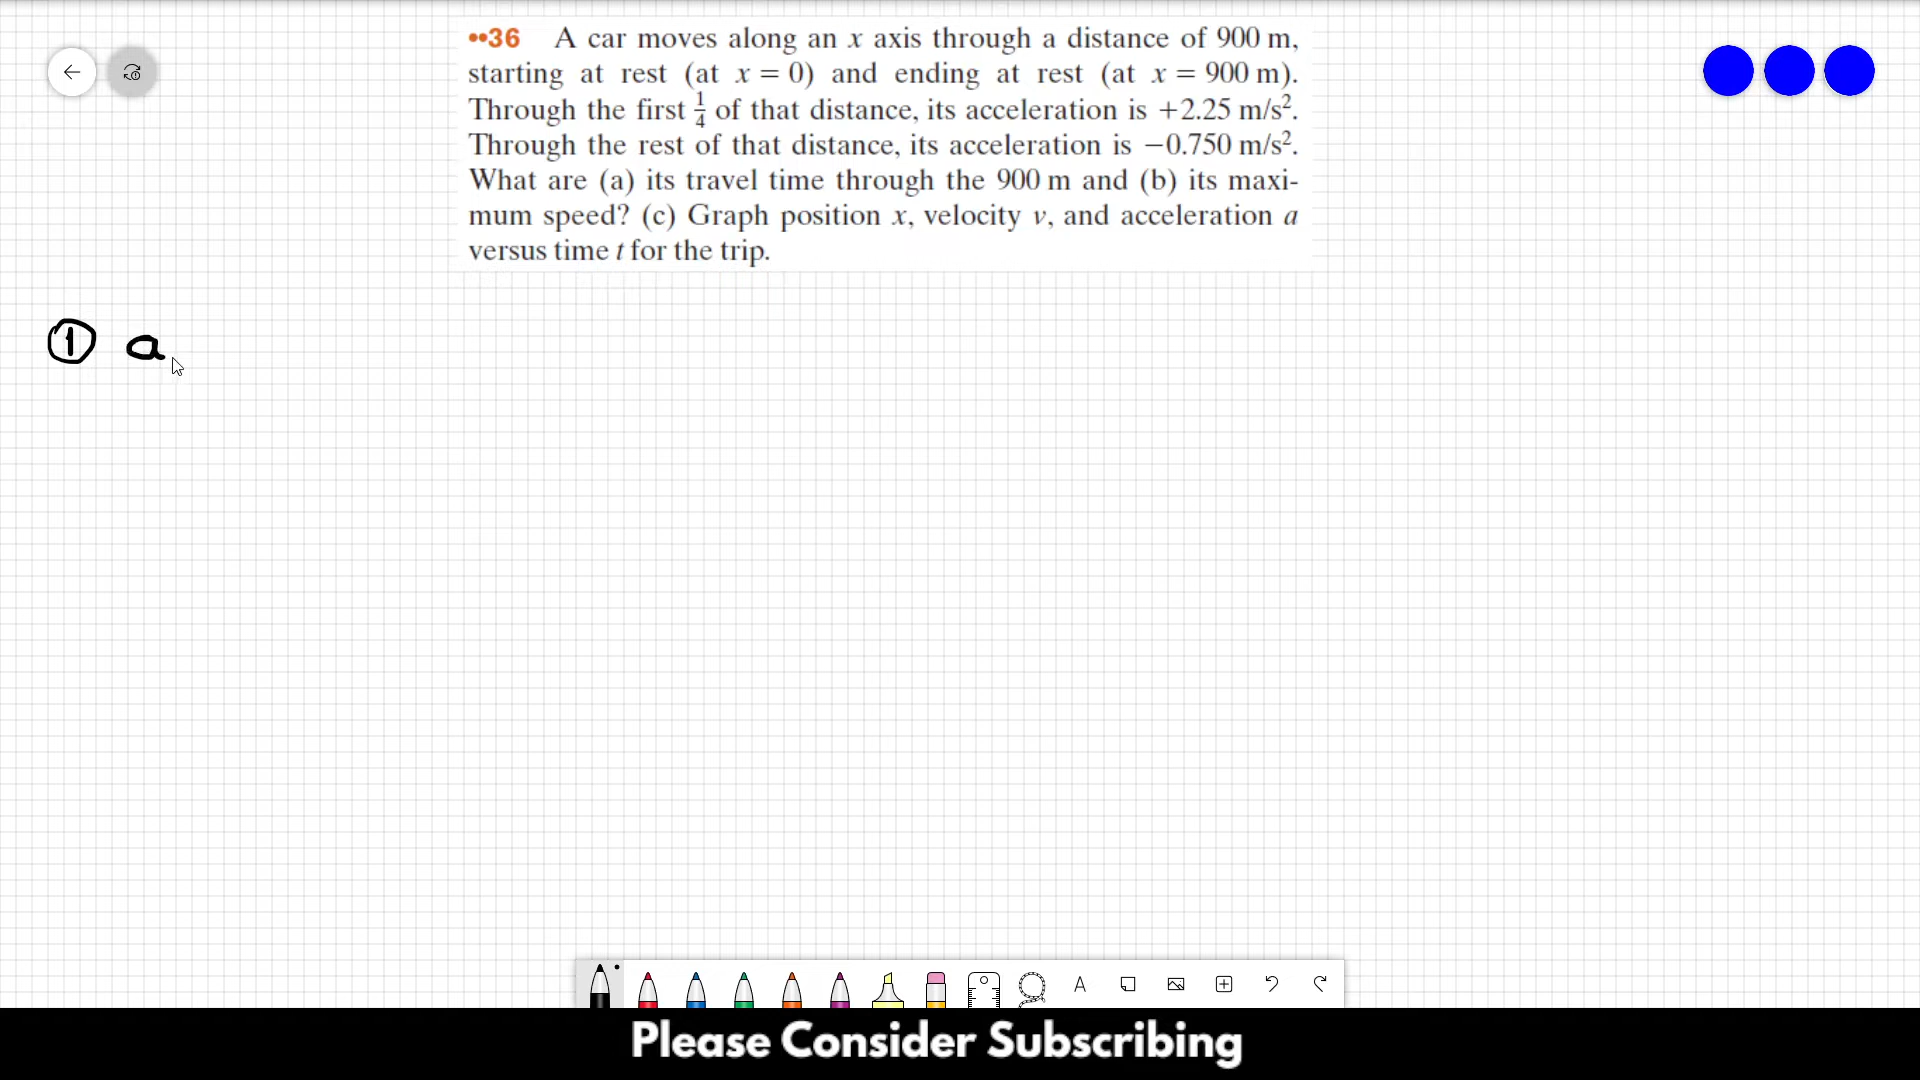 ••36 A car moves along an x axis through a distance of 900 m,
starting at rest (at x = 0) and ending at rest (at x = 900 m).
Through the first 1/4 of that distance, its acceleration is +2.25 m/s².
Through the rest of that distance, its acceleration is −0.750 m/s².
What are (a) its travel time through the 900 m and (b) its maxi-
mum speed? (c) Graph position x, velocity v, and acceleration a
versus time t for the trip.
① a
A
Please Consider Subscribing